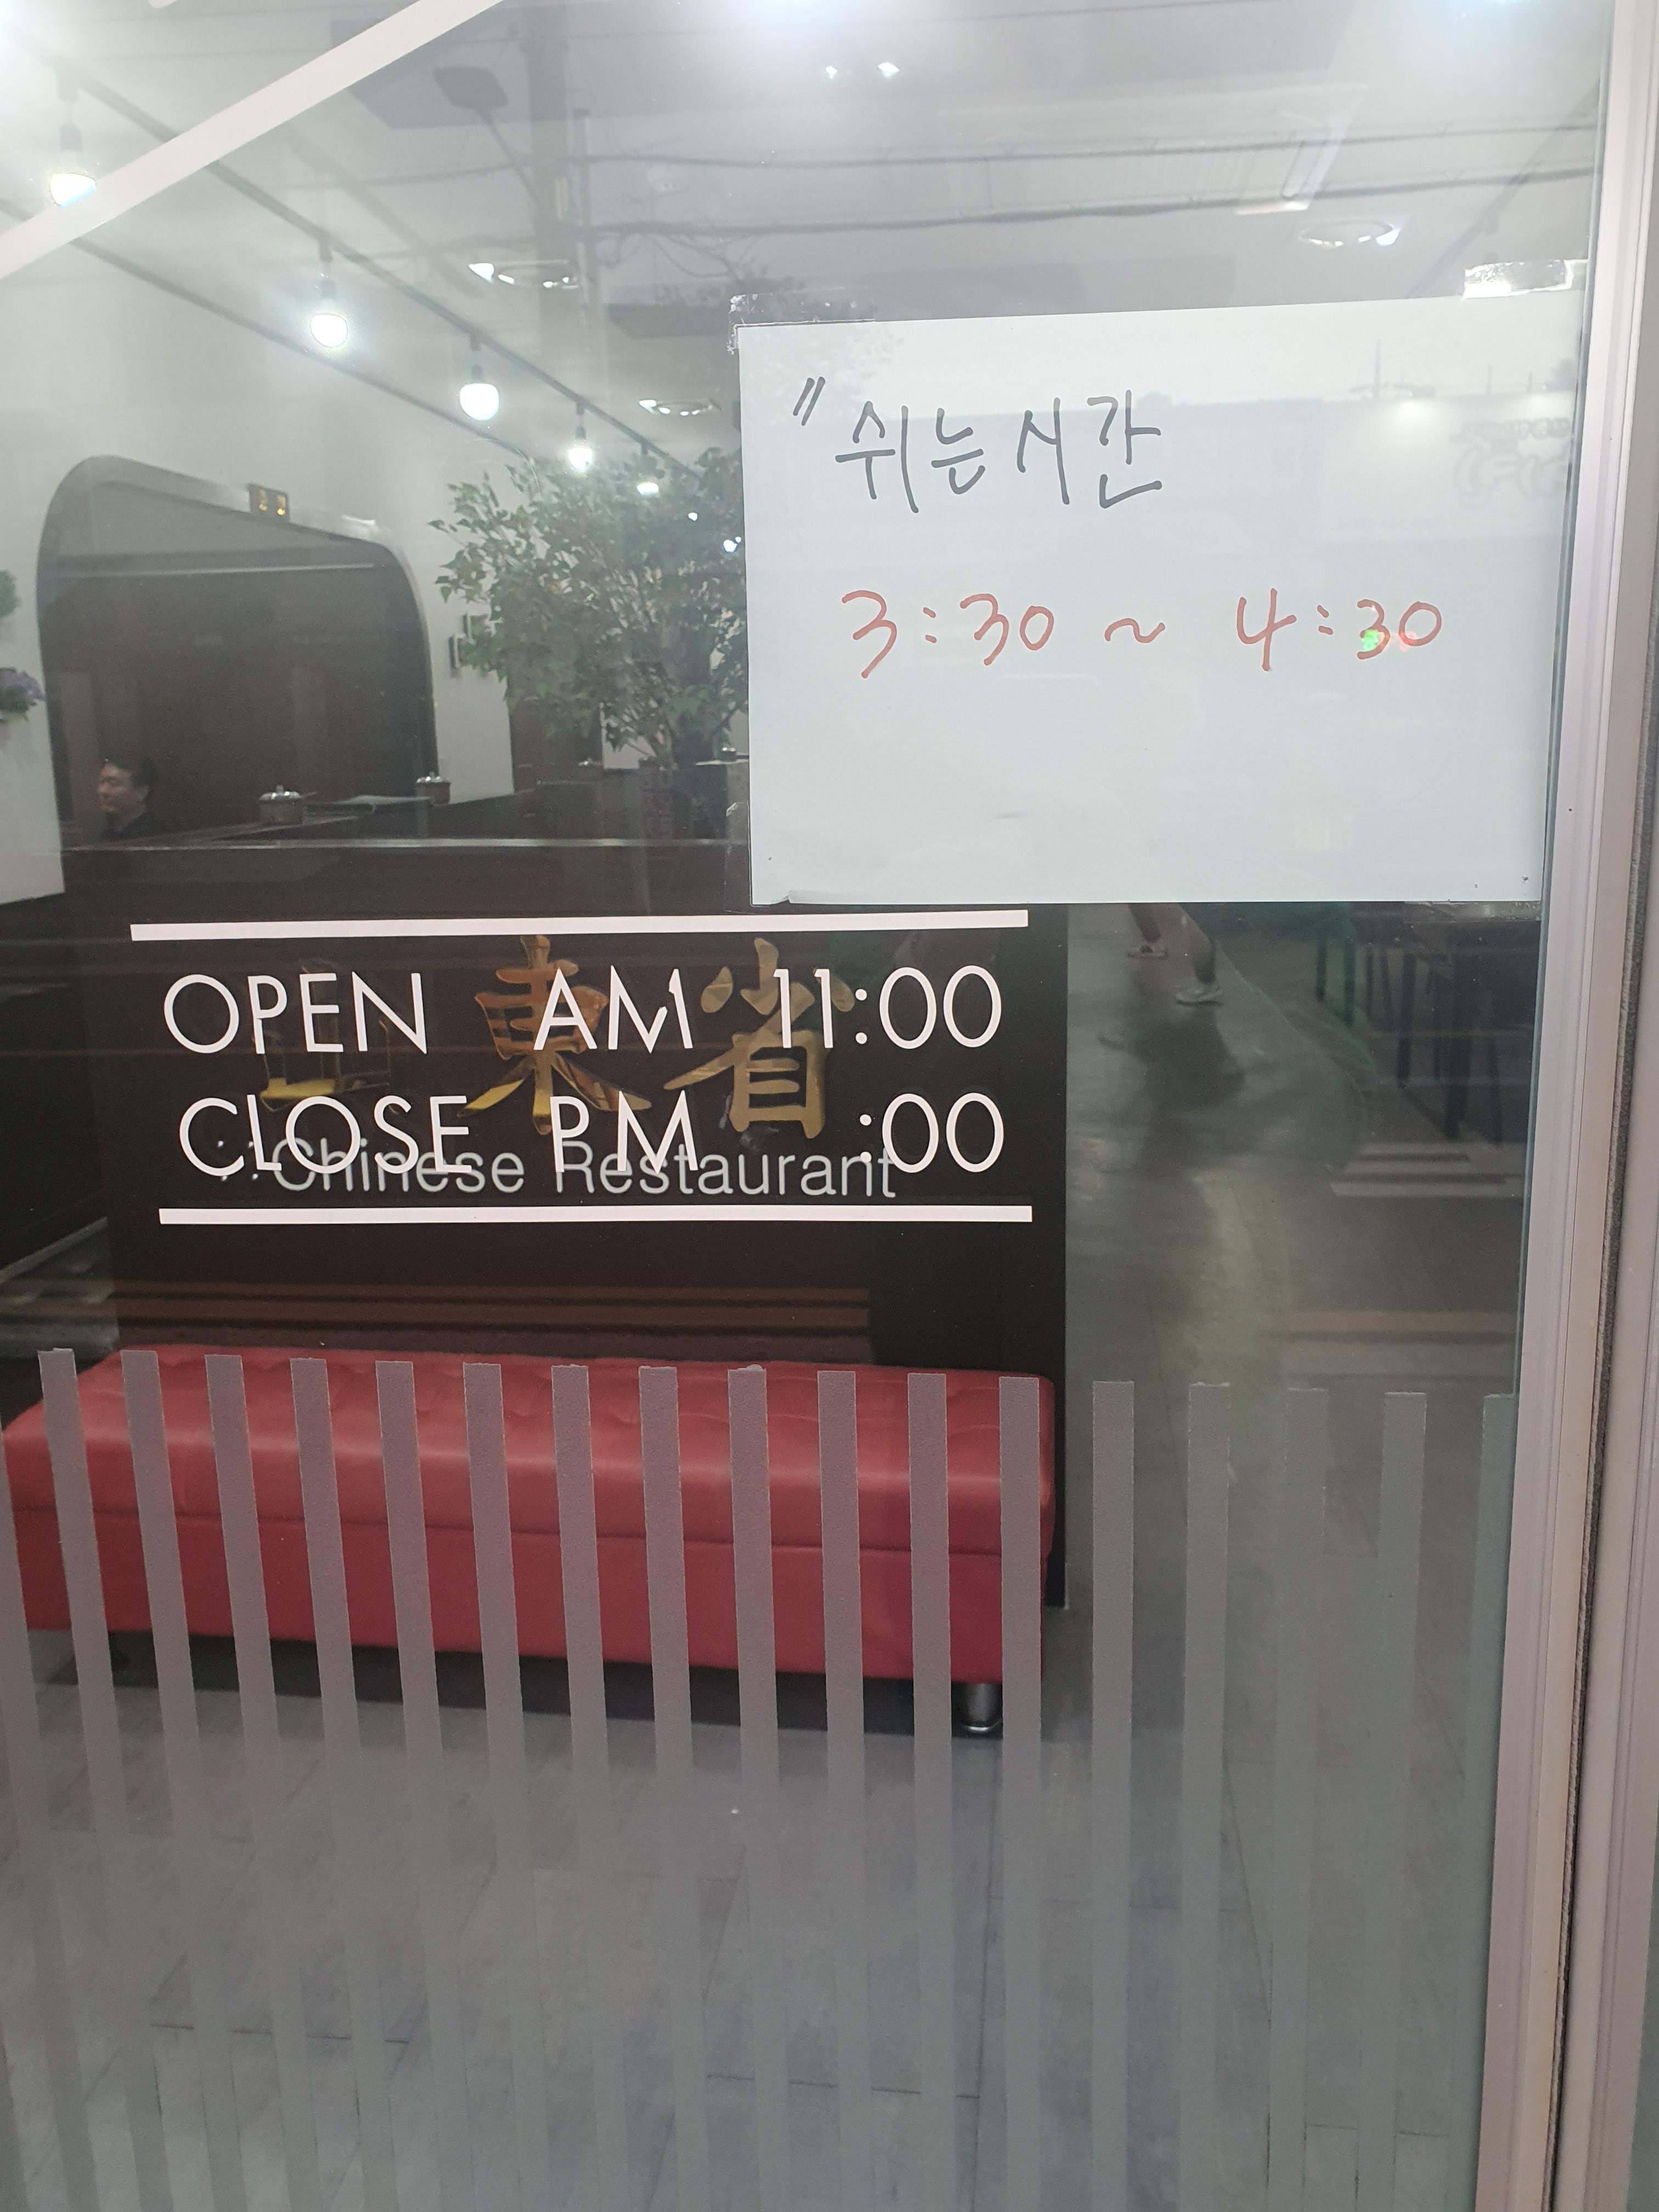 〃쉬는시간
3:30 ~ 4:30
OPEN AM 11:00
CLOSE PM :00
東省
Chinese Restaurant